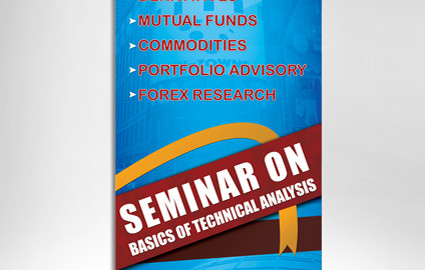 MUTUAL FUNDS
COMMODITIES
PORTFOLIO ADVISORY
FOREX RESEARCH
SEMINAR ON
BASICS OF TECHNICAL ANALYSIS